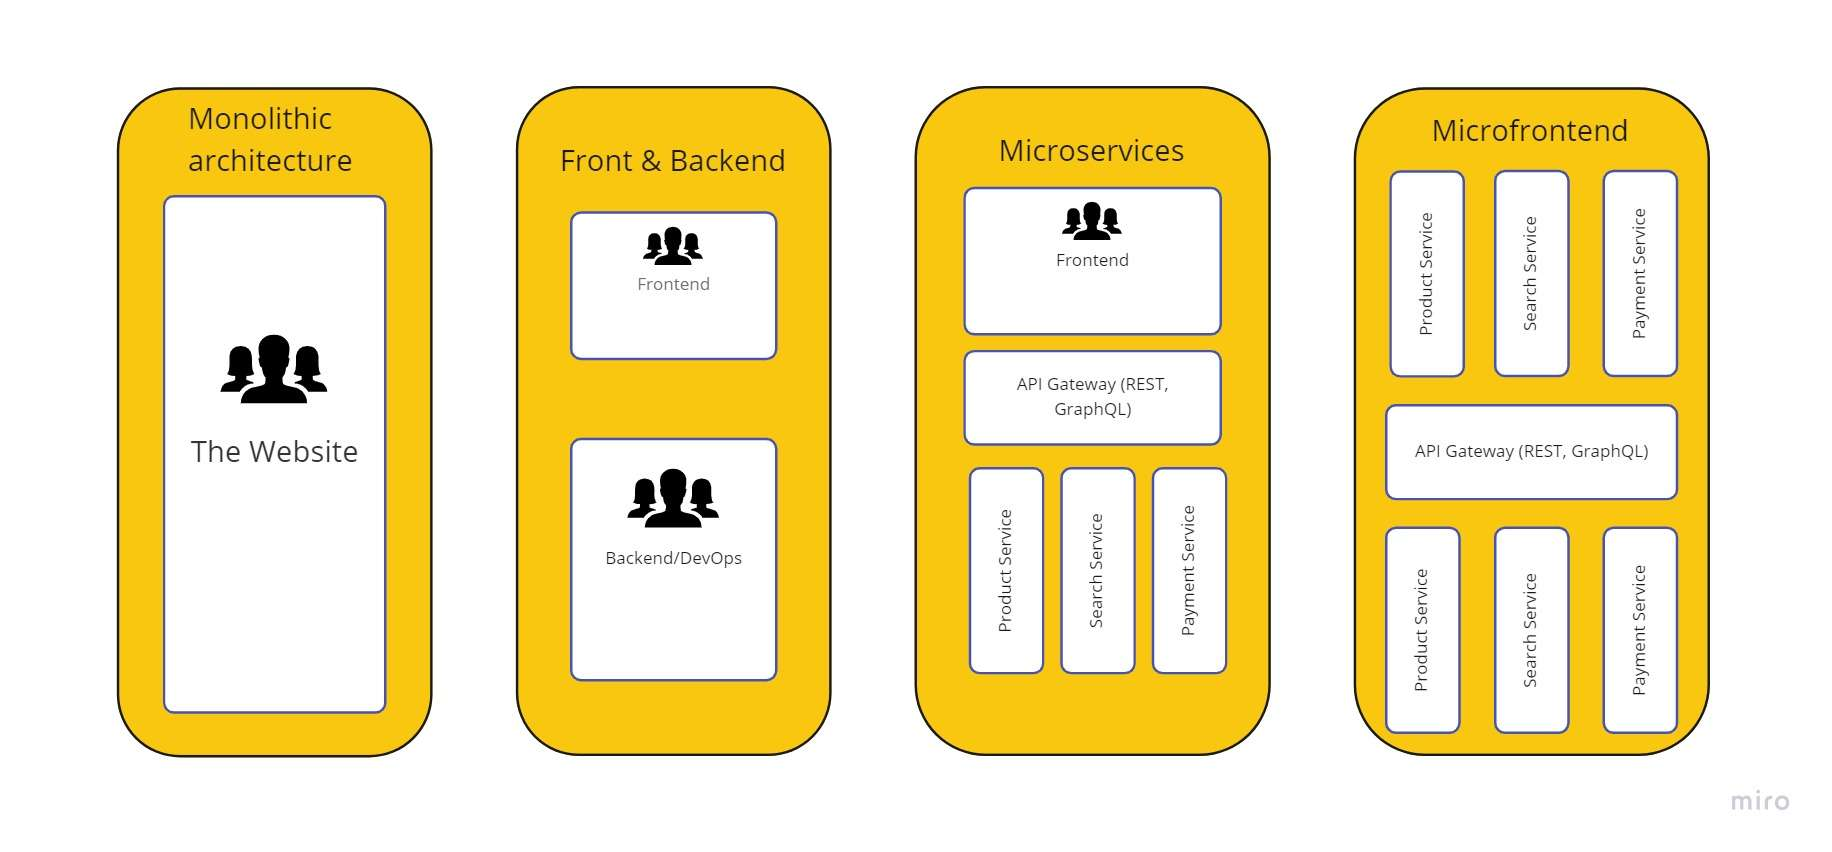 Monolithic
architecture
The Website
Front & Backend
Frontend
Backend/DevOps
Microservices
Frontend
API Gateway (REST,
GraphQL)
Product Service
Search Service
Payment Service
Microfrontend
Product Service
Search Service
Payment Service
API Gateway (REST, GraphQL)
Product Service
Search Service
Payment Service
miro